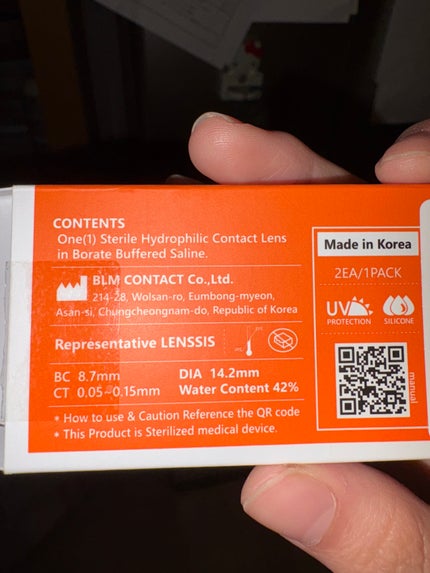 CONTENTS
One(1) Sterile Hydrophilic Contact Lens
in Borate Buffered Saline.
BLM CONTACT Co.,Ltd.
214-28, Wolsan-ro, Eumbong-myeon,
Asan-si, Chungcheongnam-do, Republic of Korea
Representative LENSSIS
BC 8.7mm
DIA 14.2mm
CT 0.05~0.15mm
Water Content 42%
* How to use & Caution Reference the QR code
* This Product is Sterilized medical device.
Made in Korea
2EA/1PACK
UV
PROTECTION
SILICONE
manual